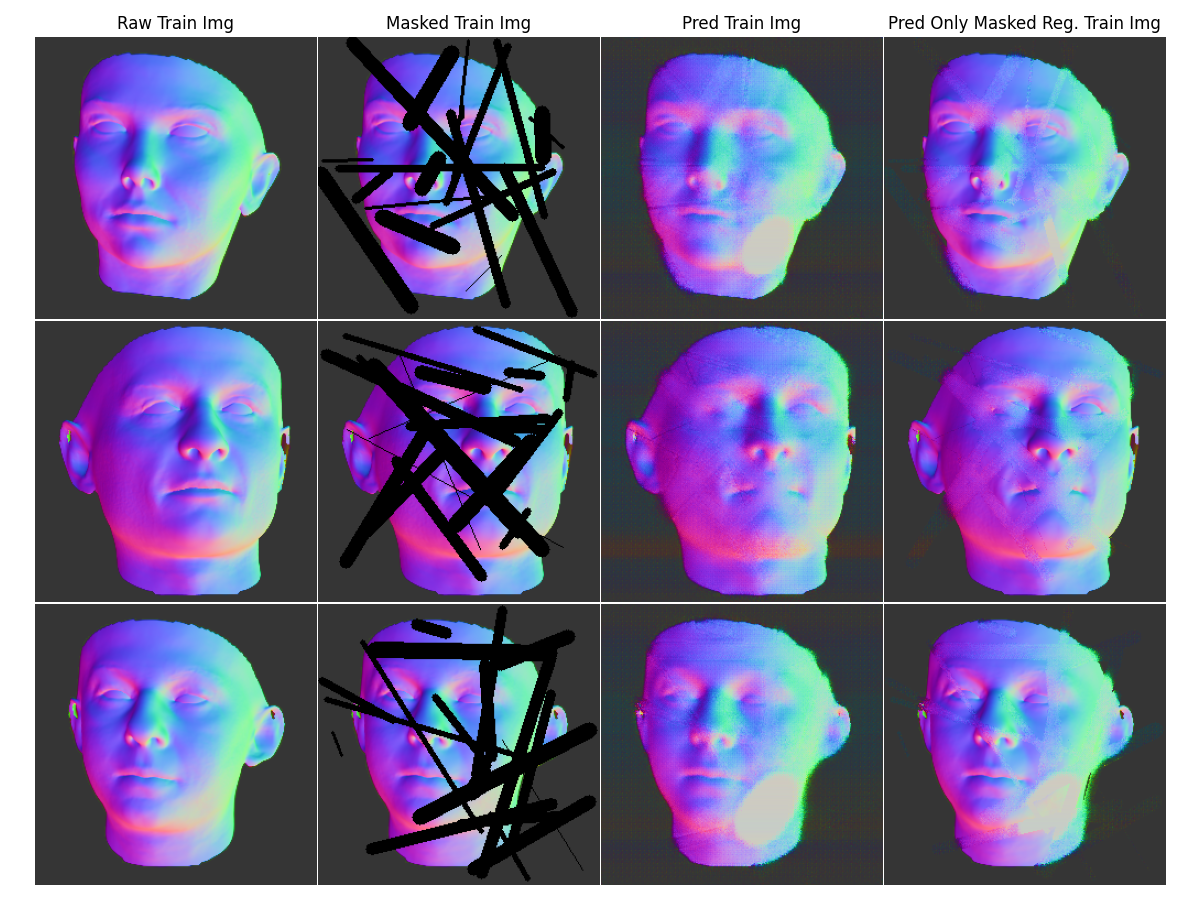 Raw Train Img
Masked Train Img
Pred Train Img
Pred Only Masked Reg. Train Img